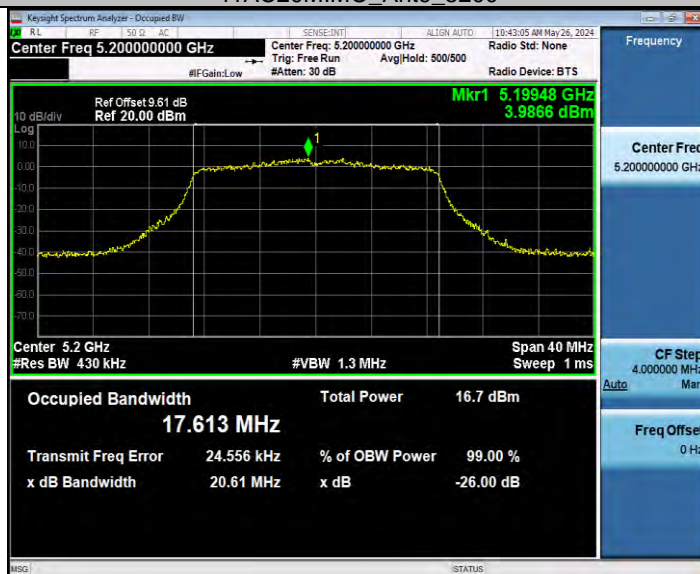 Keysight Spectrum Analyzer - Occupied BW
RL RF 50 Ω AC SENSE:INT ALIGN AUTO 10:43:05 AM May 26, 2024
Center Freq 5.200000000 GHz
Center Freq: 5.200000000 GHz
Radio Std: None
Trig: Free Run Avg|Hold: 500/500
#IFGain:Low #Atten: 30 dB Radio Device: BTS
Frequency
Mkr1 5.19948 GHz
3.9866 dBm
Ref Offset 9.61 dB
10 dB/div Ref 20.00 dBm
Log
1
10.0
0.00
-10.0
-20.0
-30.0
-40.0
-50.0
-60.0
-70.0
Center 5.2 GHz Span 40 MHz
#Res BW 430 kHz #VBW 1.3 MHz Sweep 1 ms
Occupied Bandwidth Total Power 16.7 dBm
17.613 MHz
Transmit Freq Error 24.556 kHz % of OBW Power 99.00 %
x dB Bandwidth 20.61 MHz x dB -26.00 dB
Center Freq
5.200000000 GHz
CF Step
4.000000 MHz
Auto Man
Freq Offset
0 Hz
MSG STATUS